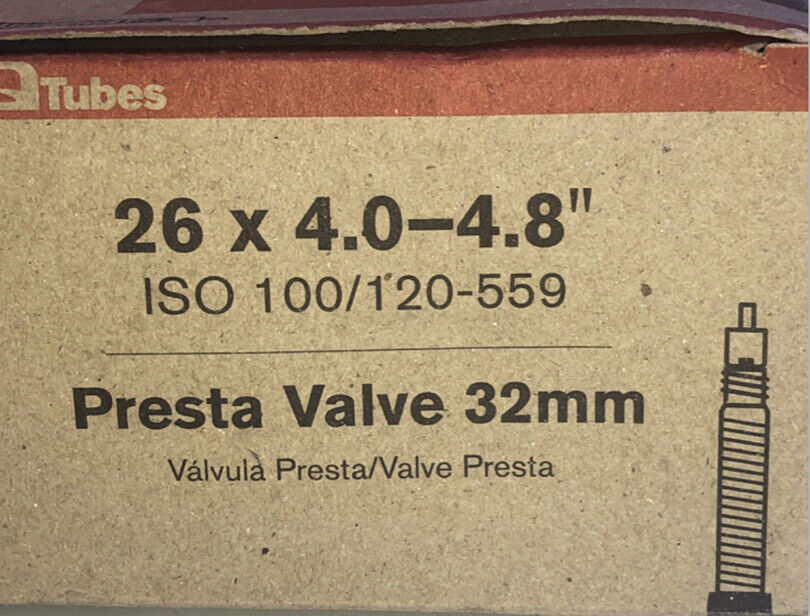 Tubes
26 x 4.0–4.8"
ISO 100/120-559
Presta Valve 32mm
Válvula Presta/Valve Presta